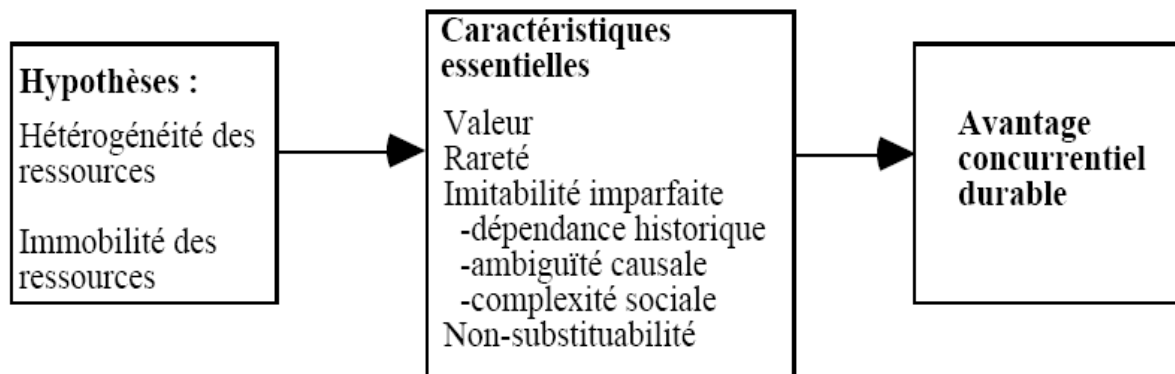 Hypothèses :
Hétérogénéité des
ressources
Immobilité des
ressources
Caractéristiques
essentielles
Valeur
Rareté
Imitabilité imparfaite
-dépendance historique
-ambiguïté causale
-complexité sociale
Non-substituabilité
Avantage
concurrentiel
durable